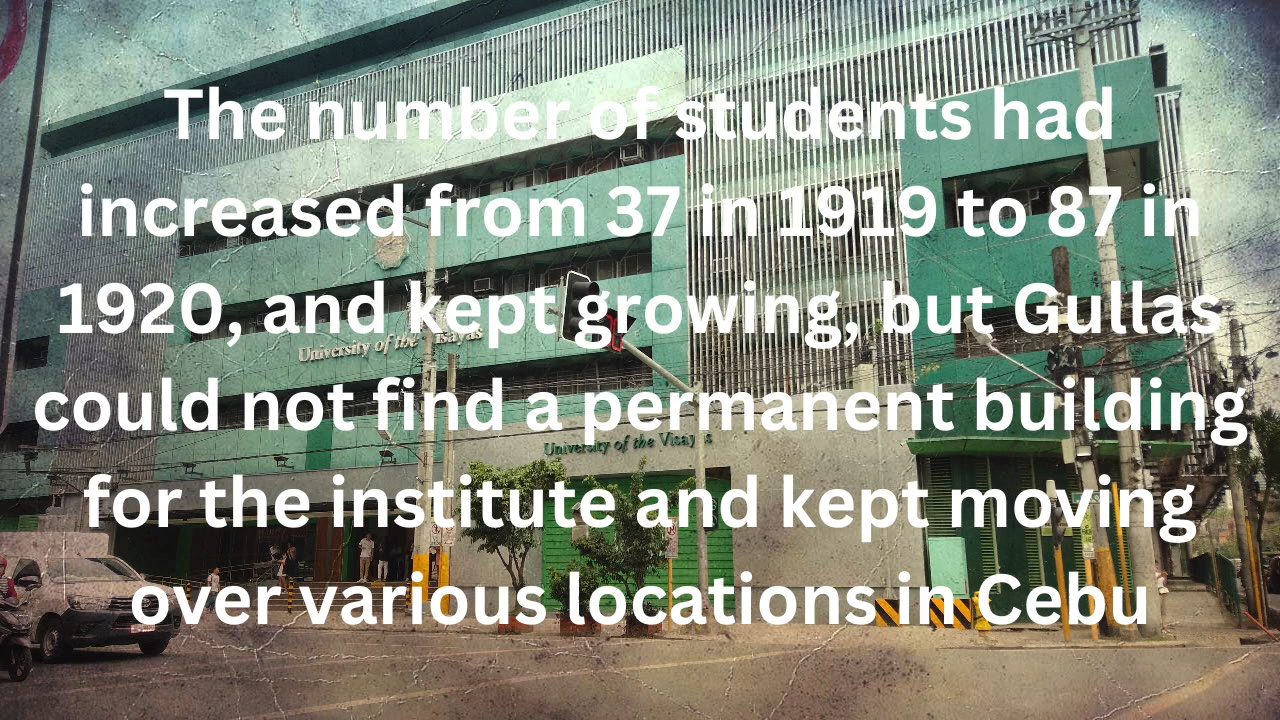 The number of students had
increased from 37 in 1919 to 87 in
1920, and kept growing, but Gullas
could not find a permanent building
for the institute and kept moving
over various locations in Cebu
University of the Visayas
University of the Visayas